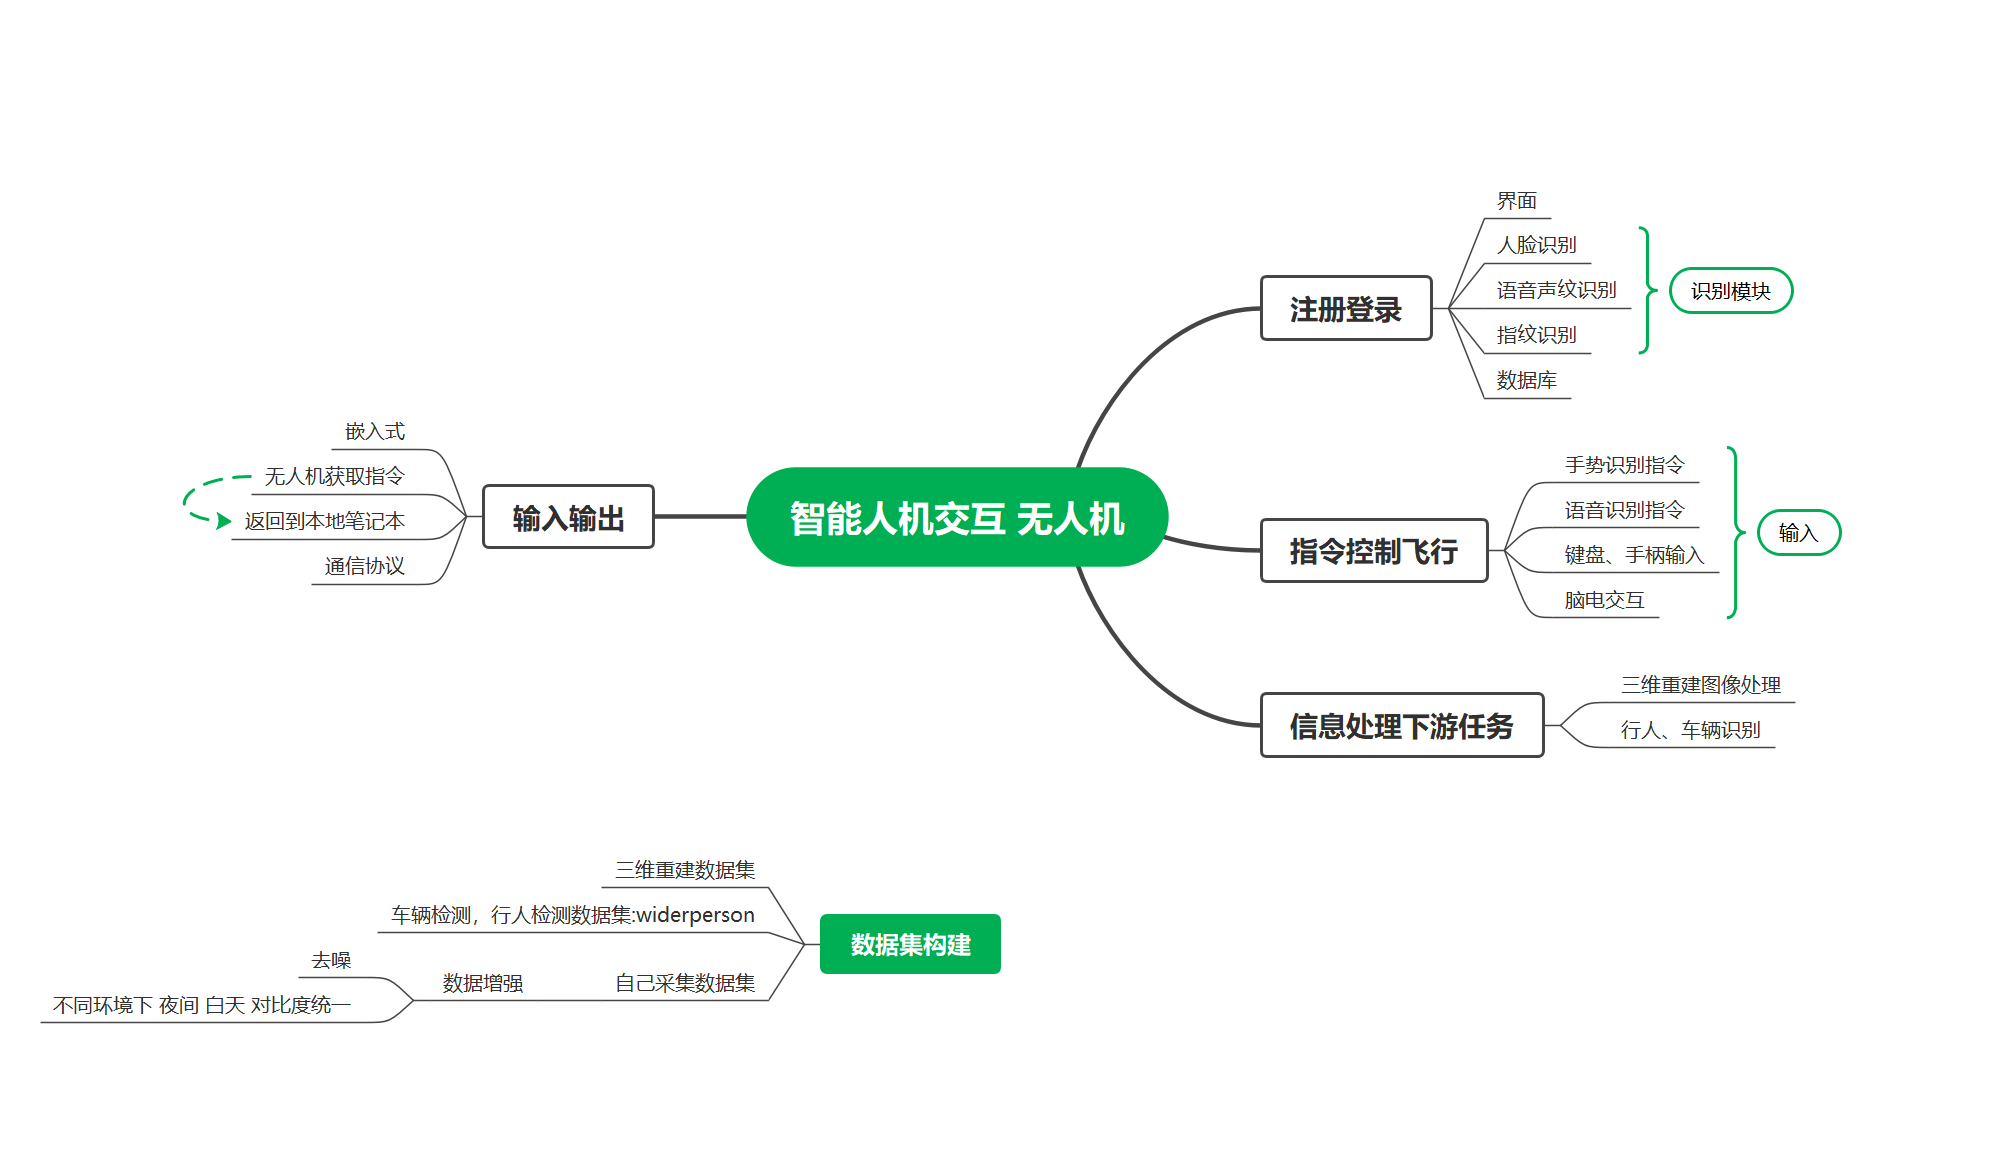 智能人机交互 无人机
注册登录
界面
人脸识别
语音声纹识别
指纹识别
数据库
识别模块
指令控制飞行
手势识别指令
语音识别指令
键盘、手柄输入
脑电交互
输入
信息处理下游任务
三维重建图像处理
行人、车辆识别
输入输出
嵌入式
无人机获取指令
返回到本地笔记本
通信协议
数据集构建
三维重建数据集
车辆检测，行人检测数据集:widerperson
自己采集数据集
数据增强
去噪
不同环境下 夜间 白天 对比度统一